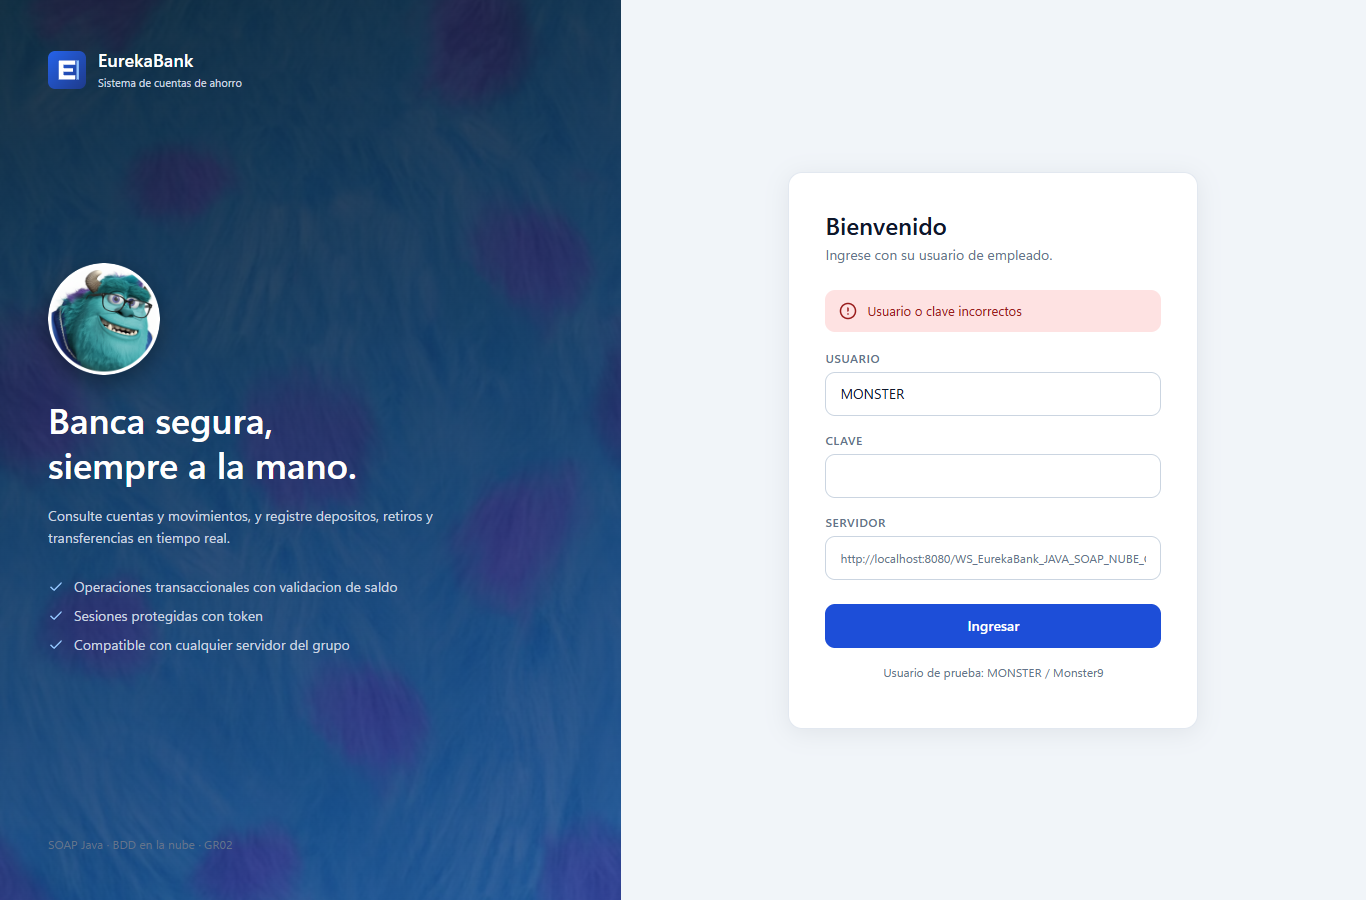 EurekaBank
Sistema de cuentas de ahorro
Banca segura,
siempre a la mano.
Consulte cuentas y movimientos, y registre depositos, retiros y
transferencias en tiempo real.
Operaciones transaccionales con validacion de saldo
Sesiones protegidas con token
Compatible con cualquier servidor del grupo
SOAP Java · BDD en la nube · GR02
Bienvenido
Ingrese con su usuario de empleado.
Usuario o clave incorrectos
USUARIO
MONSTER
CLAVE
SERVIDOR
http://localhost:8080/WS_EurekaBank_JAVA_SOAP_NUBE_
Ingresar
Usuario de prueba: MONSTER / Monster9